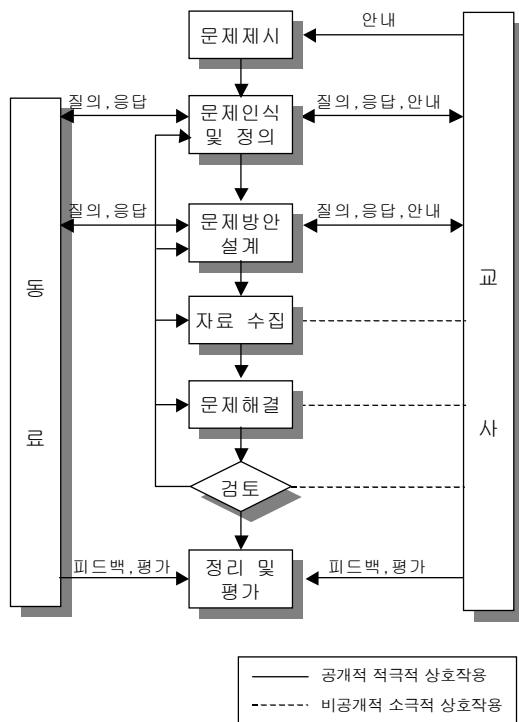 안내
문제제시
질의,응답
문제인식
및 정의
질의,응답,안내
질의,응답
문제방안
설계
질의,응답,안내
동
료
교
사
자료 수집
문제해결
검토
피드백,평가
정리 및
평가
피드백,평가
공개적 적극적 상호작용
비공개적 소극적 상호작용